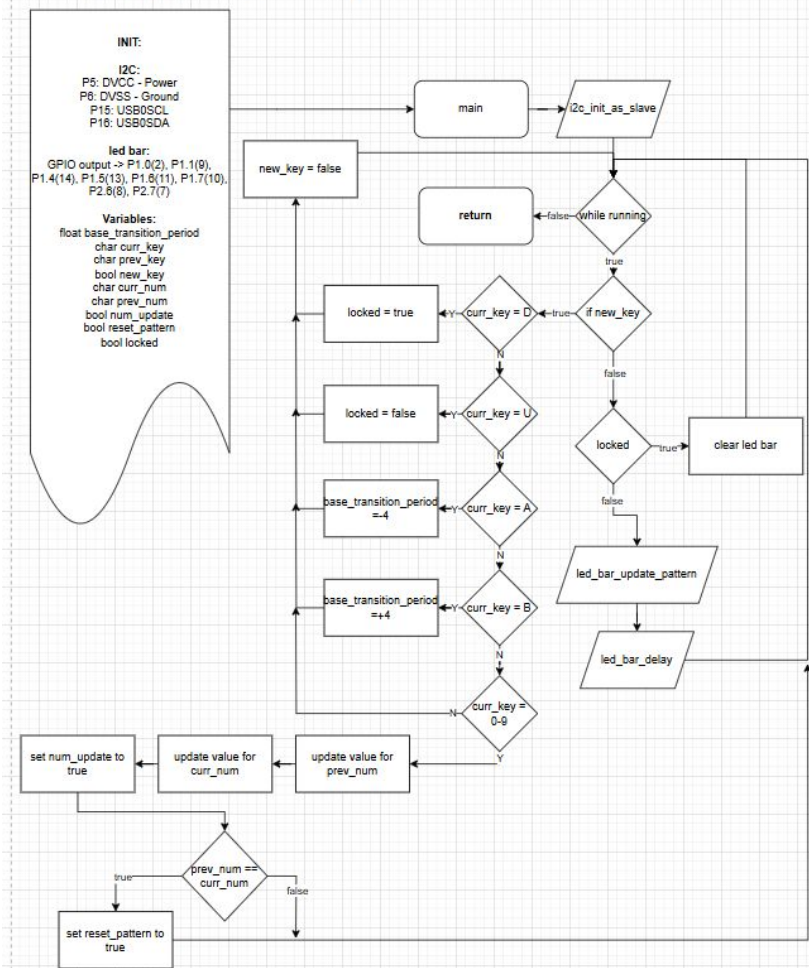 INIT:
I2C:
P5: DVCC - Power
P6: DVSS - Ground
P15: USB0SCL
P16: USB0SDA
led bar:
GPIO output -> P1.0(2), P1.1(9),
P1.4(14), P1.5(13), P1.6(11), P1.7(10),
P2.6(8), P2.7(7)
Variables:
float base_transition_period
char curr_key
char prev_key
bool new_key
char curr_num
char prev_num
bool num_update
bool reset_pattern
bool locked
main
i2c_init_as_slave
new_key = false
return
false
while running
true
locked = true
Y
curr_key = D
true
if new_key
N
false
locked = false
Y
curr_key = U
locked
true
clear led bar
N
false
base_transition_period
=-4
Y
curr_key = A
N
led_bar_update_pattern
base_transition_period
=+4
Y
curr_key = B
N
led_bar_delay
N
curr_key =
0-9
Y
set num_update to
true
update value for
curr_num
update value for
prev_num
true
prev_num ==
curr_num
false
set reset_pattern to
true